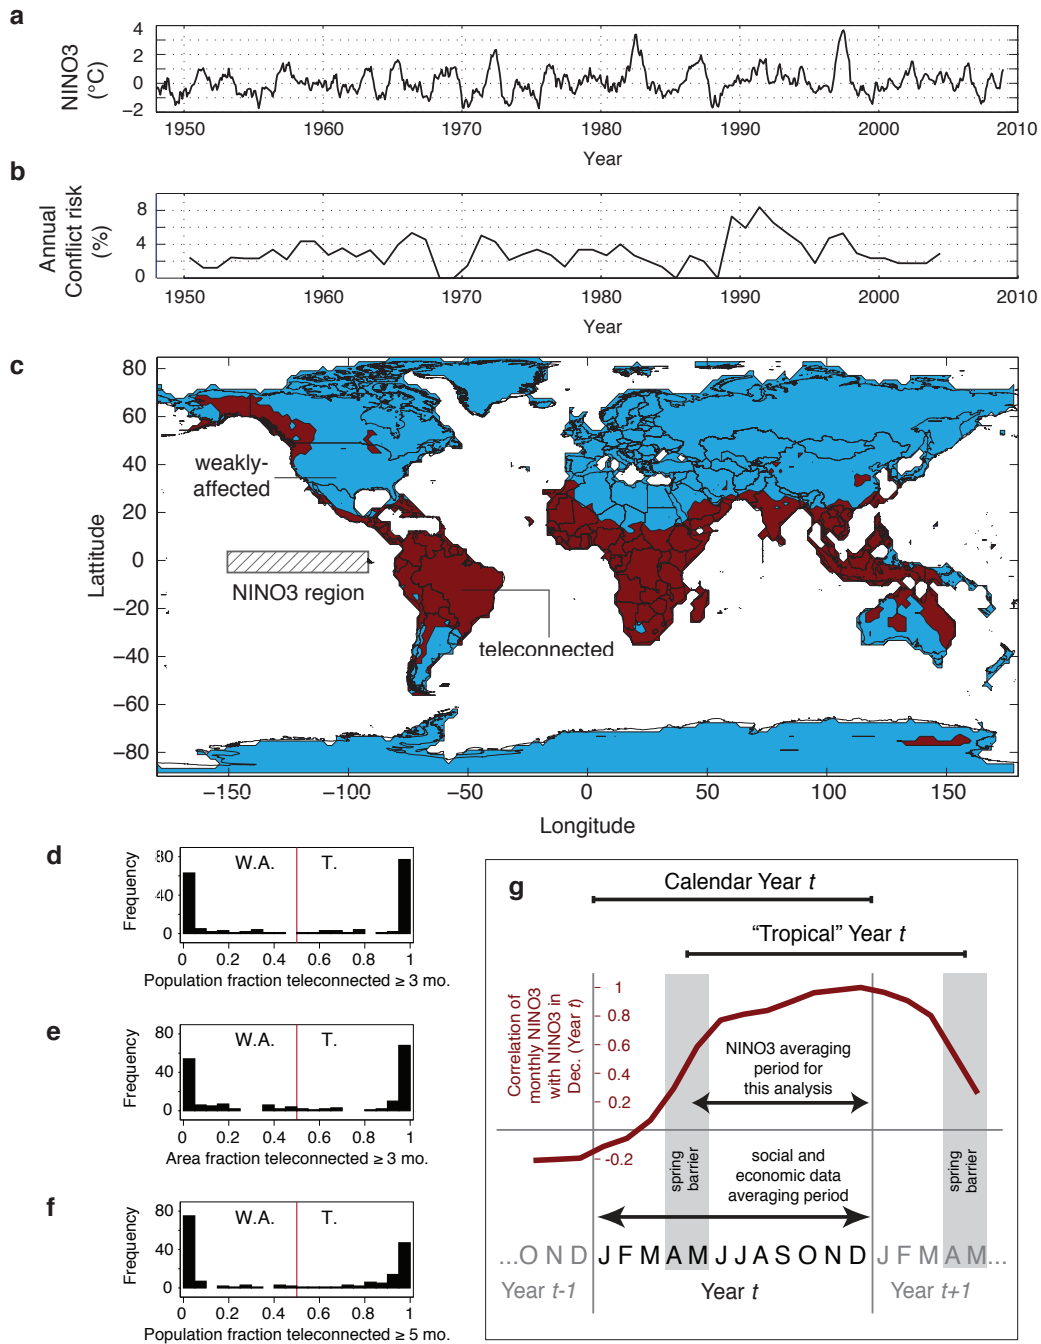 a
NINO3
(°C)
4
2
0
−2
1950 1960 1970 1980 1990 2000 2010
Year
b
Annual
Conflict risk
(%)
8
4
0
1950 1960 1970 1980 1990 2000 2010
Year
c
Lattitude
80
60
40
20
0
−20
−40
−60
−80
weakly-
affected
NINO3 region
teleconnected
−150 −100 −50 0 50 100 150
Longitude
d
Frequency
80
40
0
W.A. T.
0 0.2 0.4 0.6 0.8 1
Population fraction teleconnected ≥ 3 mo.
e
Frequency
80
40
0
W.A. T.
0 0.2 0.4 0.6 0.8 1
Area fraction teleconnected ≥ 3 mo.
f
Frequency
80
40
0
W.A. T.
0 0.2 0.4 0.6 0.8 1
Population fraction teleconnected ≥ 5 mo.
g
Calendar Year t
“Tropical” Year t
Correlation of
monthly NINO3
with NINO3 in
Dec. (Year t)
1
0.8
0.6
0.4
0.2
-0.2
NINO3 averaging
period for
this analysis
spring
barrier
social and
economic data
averaging period
spring
barrier
...O N D J F M A M J J A S O N D J F M A M...
Year t-1 Year t Year t+1